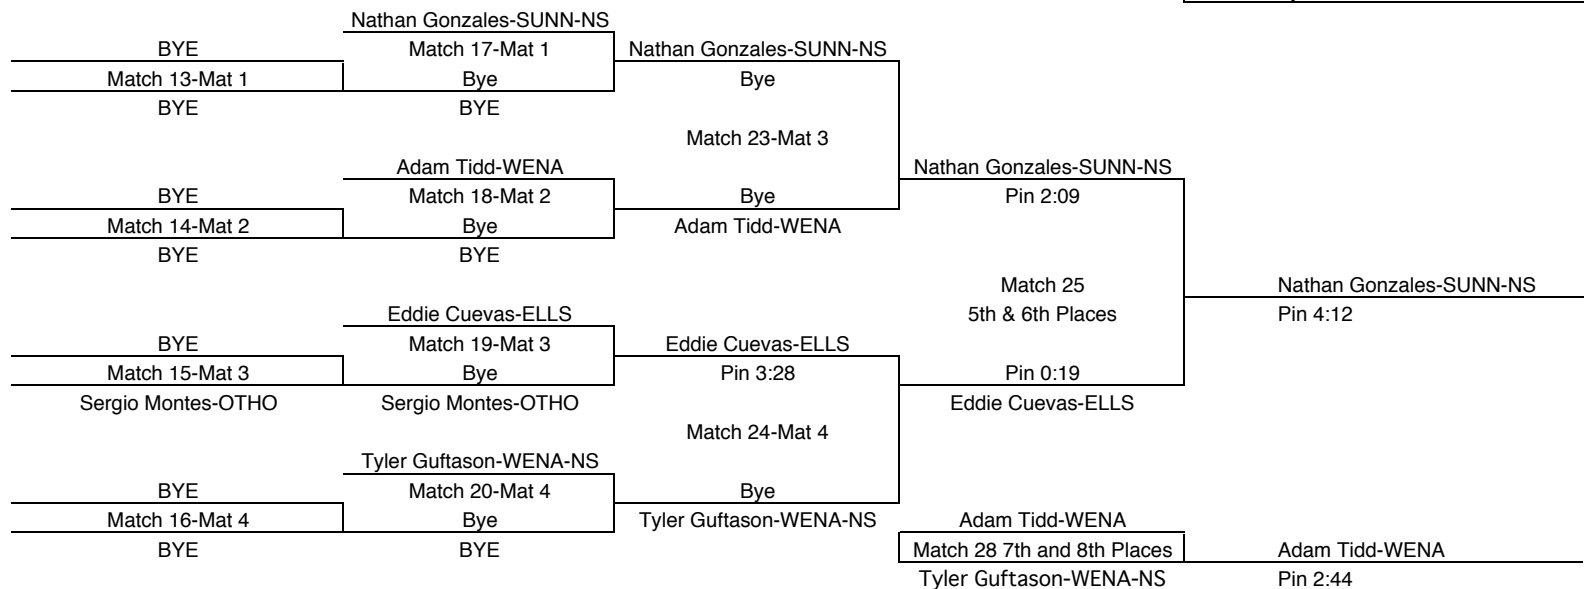 Nathan Gonzales-SUNN-NS
BYE Match 17-Mat 1 Nathan Gonzales-SUNN-NS
Match 13-Mat 1 Bye Bye
BYE BYE
Match 23-Mat 3
Adam Tidd-WENA Nathan Gonzales-SUNN-NS
BYE Match 18-Mat 2 Bye Pin 2:09
Match 14-Mat 2 Bye Adam Tidd-WENA
BYE BYE
Match 25 Nathan Gonzales-SUNN-NS
Eddie Cuevas-ELLS 5th & 6th Places Pin 4:12
BYE Match 19-Mat 3 Eddie Cuevas-ELLS
Match 15-Mat 3 Bye Pin 3:28 Pin 0:19
Sergio Montes-OTHO Sergio Montes-OTHO Eddie Cuevas-ELLS
Match 24-Mat 4
Tyler Guftason-WENA-NS
BYE Match 20-Mat 4 Bye
Match 16-Mat 4 Bye Tyler Guftason-WENA-NS Adam Tidd-WENA
BYE BYE Match 28 7th and 8th Places Adam Tidd-WENA
Tyler Guftason-WENA-NS Pin 2:44